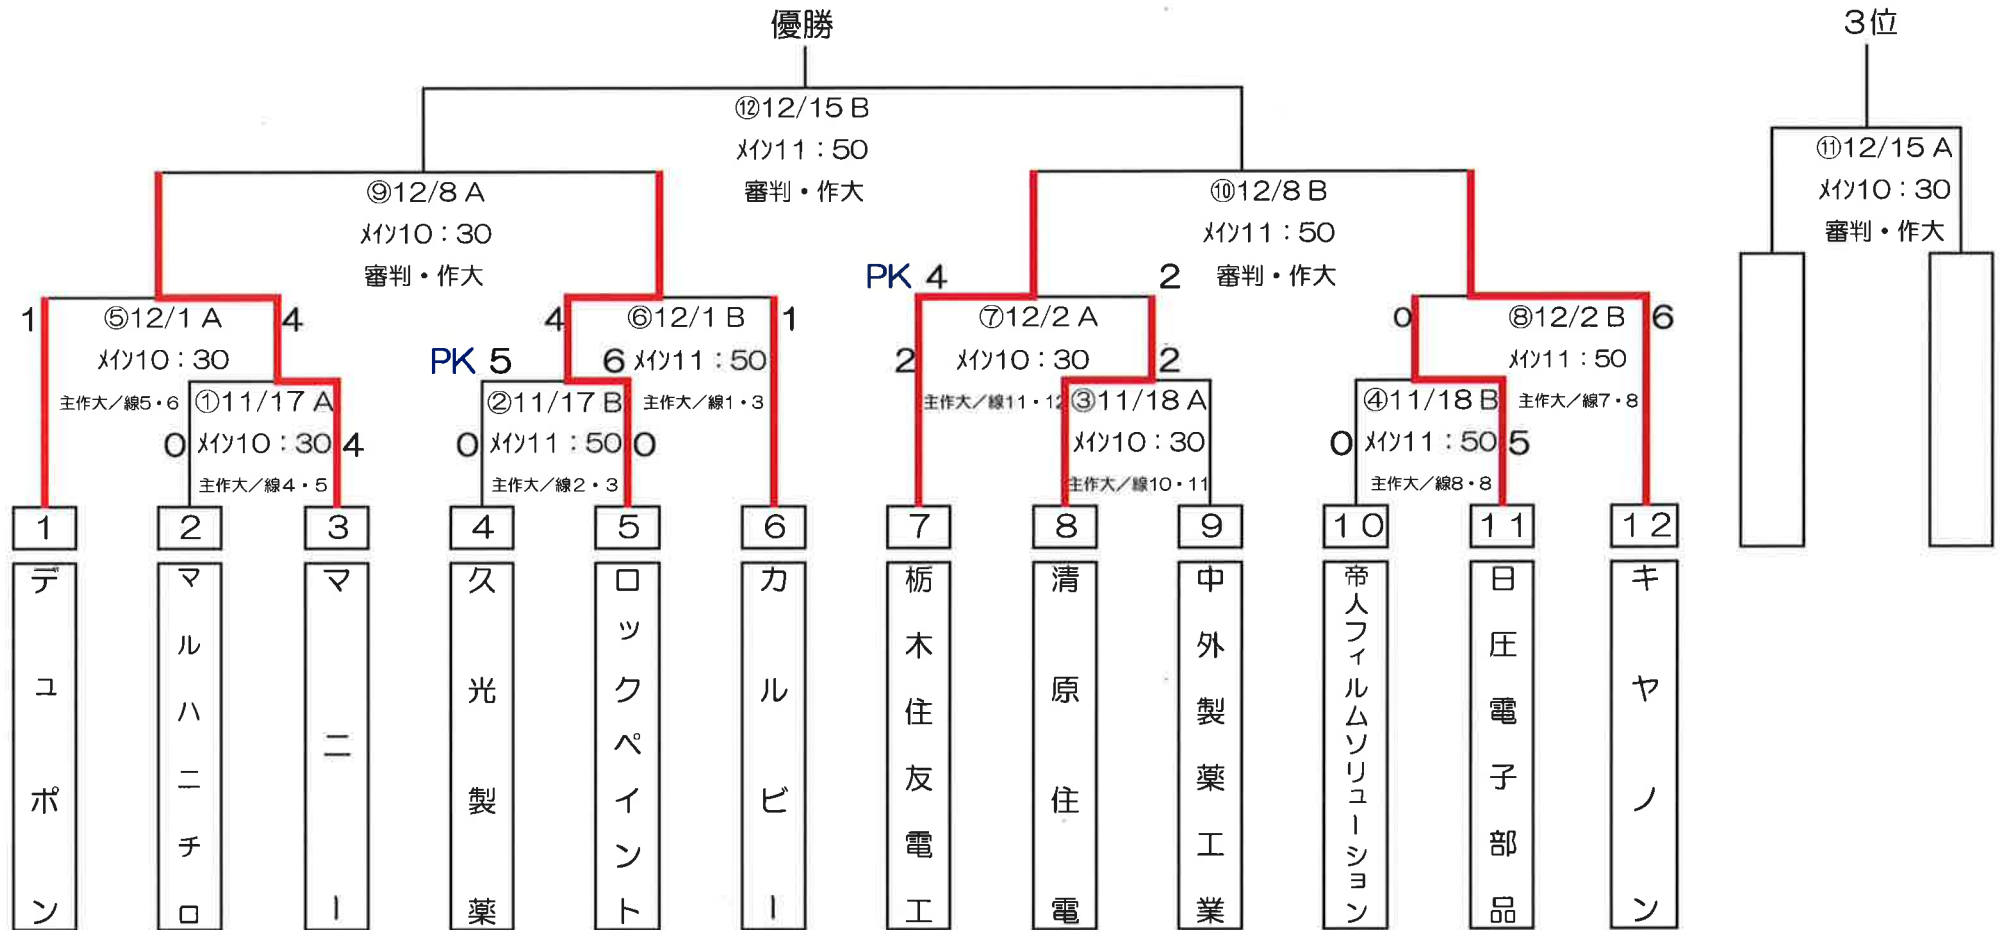 優勝
3位
⑫12/15 B
ﾒｲﾝ11：50
審判・作大
⑪12/15 A
ﾒｲﾝ10：30
審判・作大
⑨12/8 A
ﾒｲﾝ10：30
審判・作大
⑩12/8 B
ﾒｲﾝ11：50
審判・作大
PK 4
2
1
⑤12/1 A
4
ﾒｲﾝ10：30
主作大／線5・6
4
⑥12/1 B
1
ﾒｲﾝ11：50
主作大／線1・3
PK 5
6
⑦12/2 A
2
ﾒｲﾝ10：30
2
主作大／線11・12
0
⑧12/2 B
6
ﾒｲﾝ11：50
主作大／線7・8
①11/17 A
0
ﾒｲﾝ10：30
4
主作大／線4・5
②11/17 B
0
ﾒｲﾝ11：50
0
主作大／線2・3
③11/18 A
ﾒｲﾝ10：30
主作大／線10・11
④11/18 B
0
ﾒｲﾝ11：50
5
主作大／線8・8
1
2
3
4
5
6
7
8
9
10
11
12
デュポン
マルハニチロ
マニー
久光製薬
ロックペイント
カルビー
栃木住友電工
清原住電
中外製薬工業
帝人フィルムソリューション
日圧電子部品
キヤノン